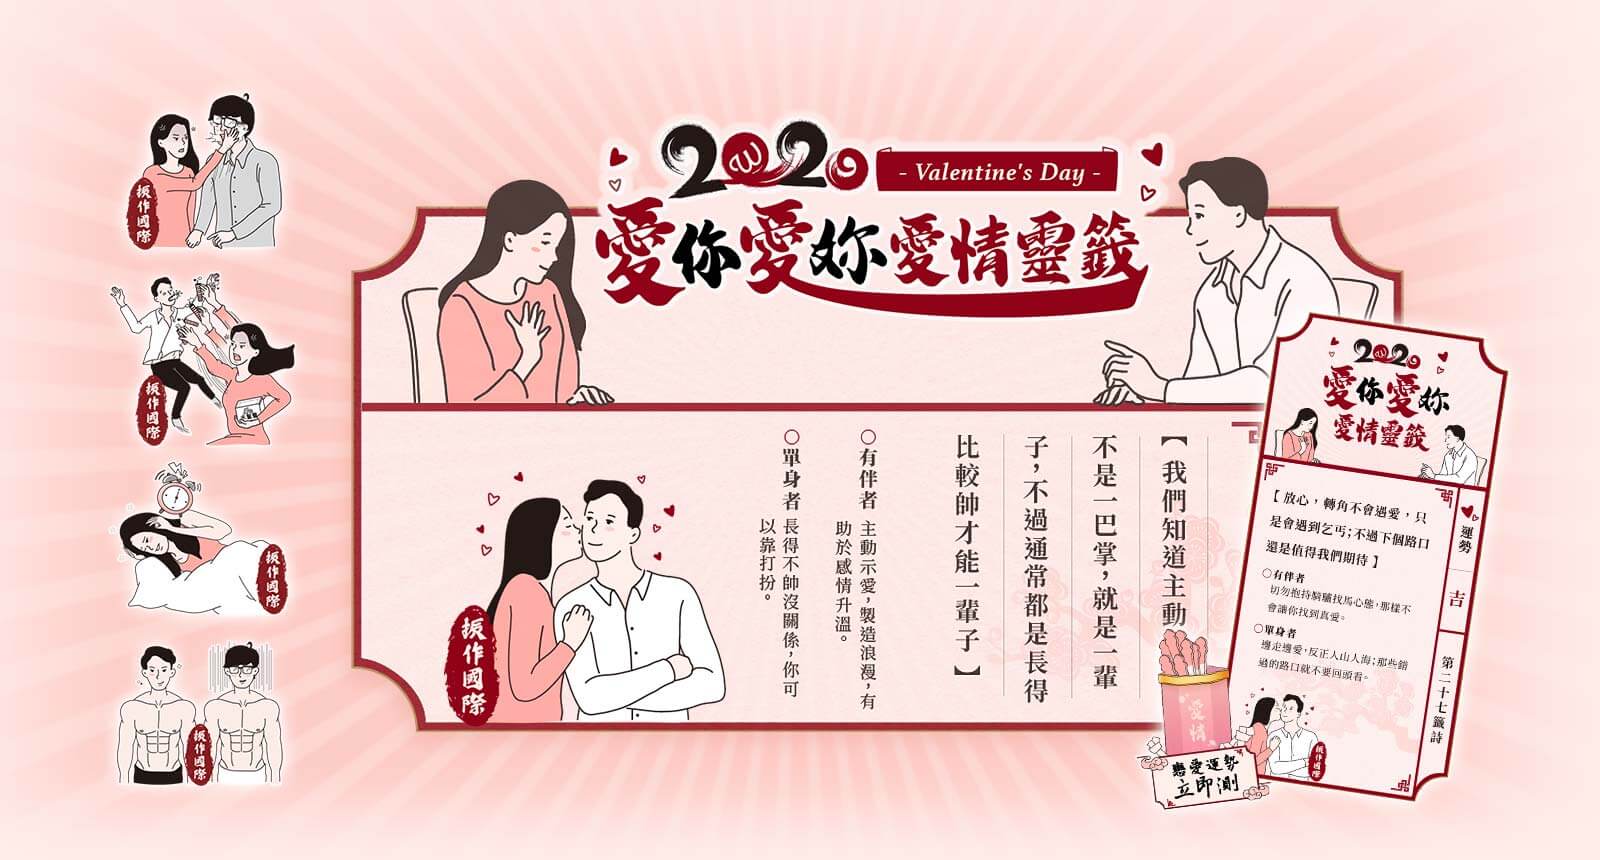 2020
- Valentine's Day -
愛你愛妳愛情靈籤
【我們知道主動
不是一巴掌，就是一輩
子，不過通常都是長得
比較帥才能一輩子】
○有伴者 主動示愛，製造浪漫，有
助於感情升溫。
○單身者 長得不帥沒關係，你可
以靠打扮。
振作國際
振作國際
振作國際
振作國際
振作國際
2020
愛你愛妳
愛情靈籤
【 放心，轉角不會遇愛，只
是會遇到乞丐；不過下個路口
還是值得我們期待 】
○有伴者
切勿抱持騎驢找馬心態，那樣不
會讓你找到真愛。
○單身者
邊走邊愛，反正人山人海；那些錯
過的路口就不要回頭看。
運勢
吉
第二十七籤詩
振作國際
愛情
戀愛運勢
立即測